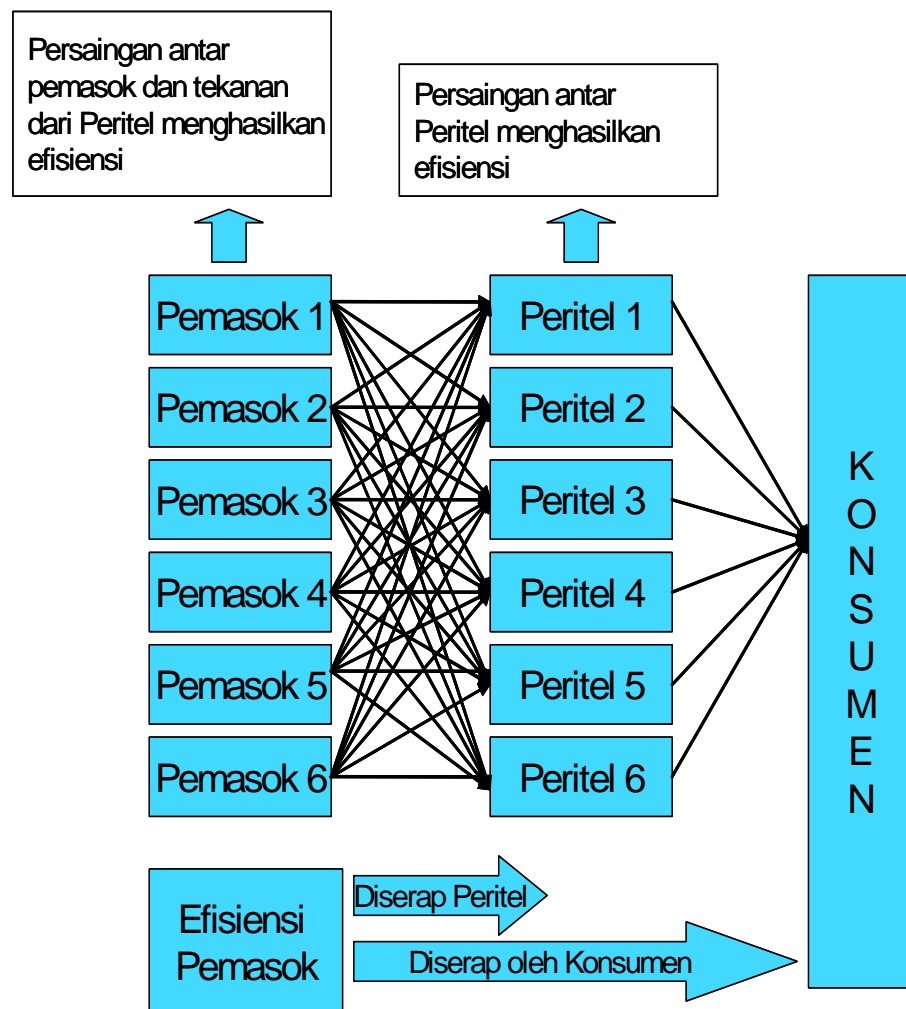 Persaingan antar
pemasok dan tekanan
dari Peritel menghasilkan
efisiensi
Persaingan antar
Peritel menghasilkan
efisiensi
Pemasok 1
Pemasok 2
Pemasok 3
Pemasok 4
Pemasok 5
Pemasok 6
Peritel 1
Peritel 2
Peritel 3
Peritel 4
Peritel 5
Peritel 6
K
O
N
S
U
M
E
N
Efisiensi
Pemasok
Diserap Peritel
Diserap oleh Konsumen